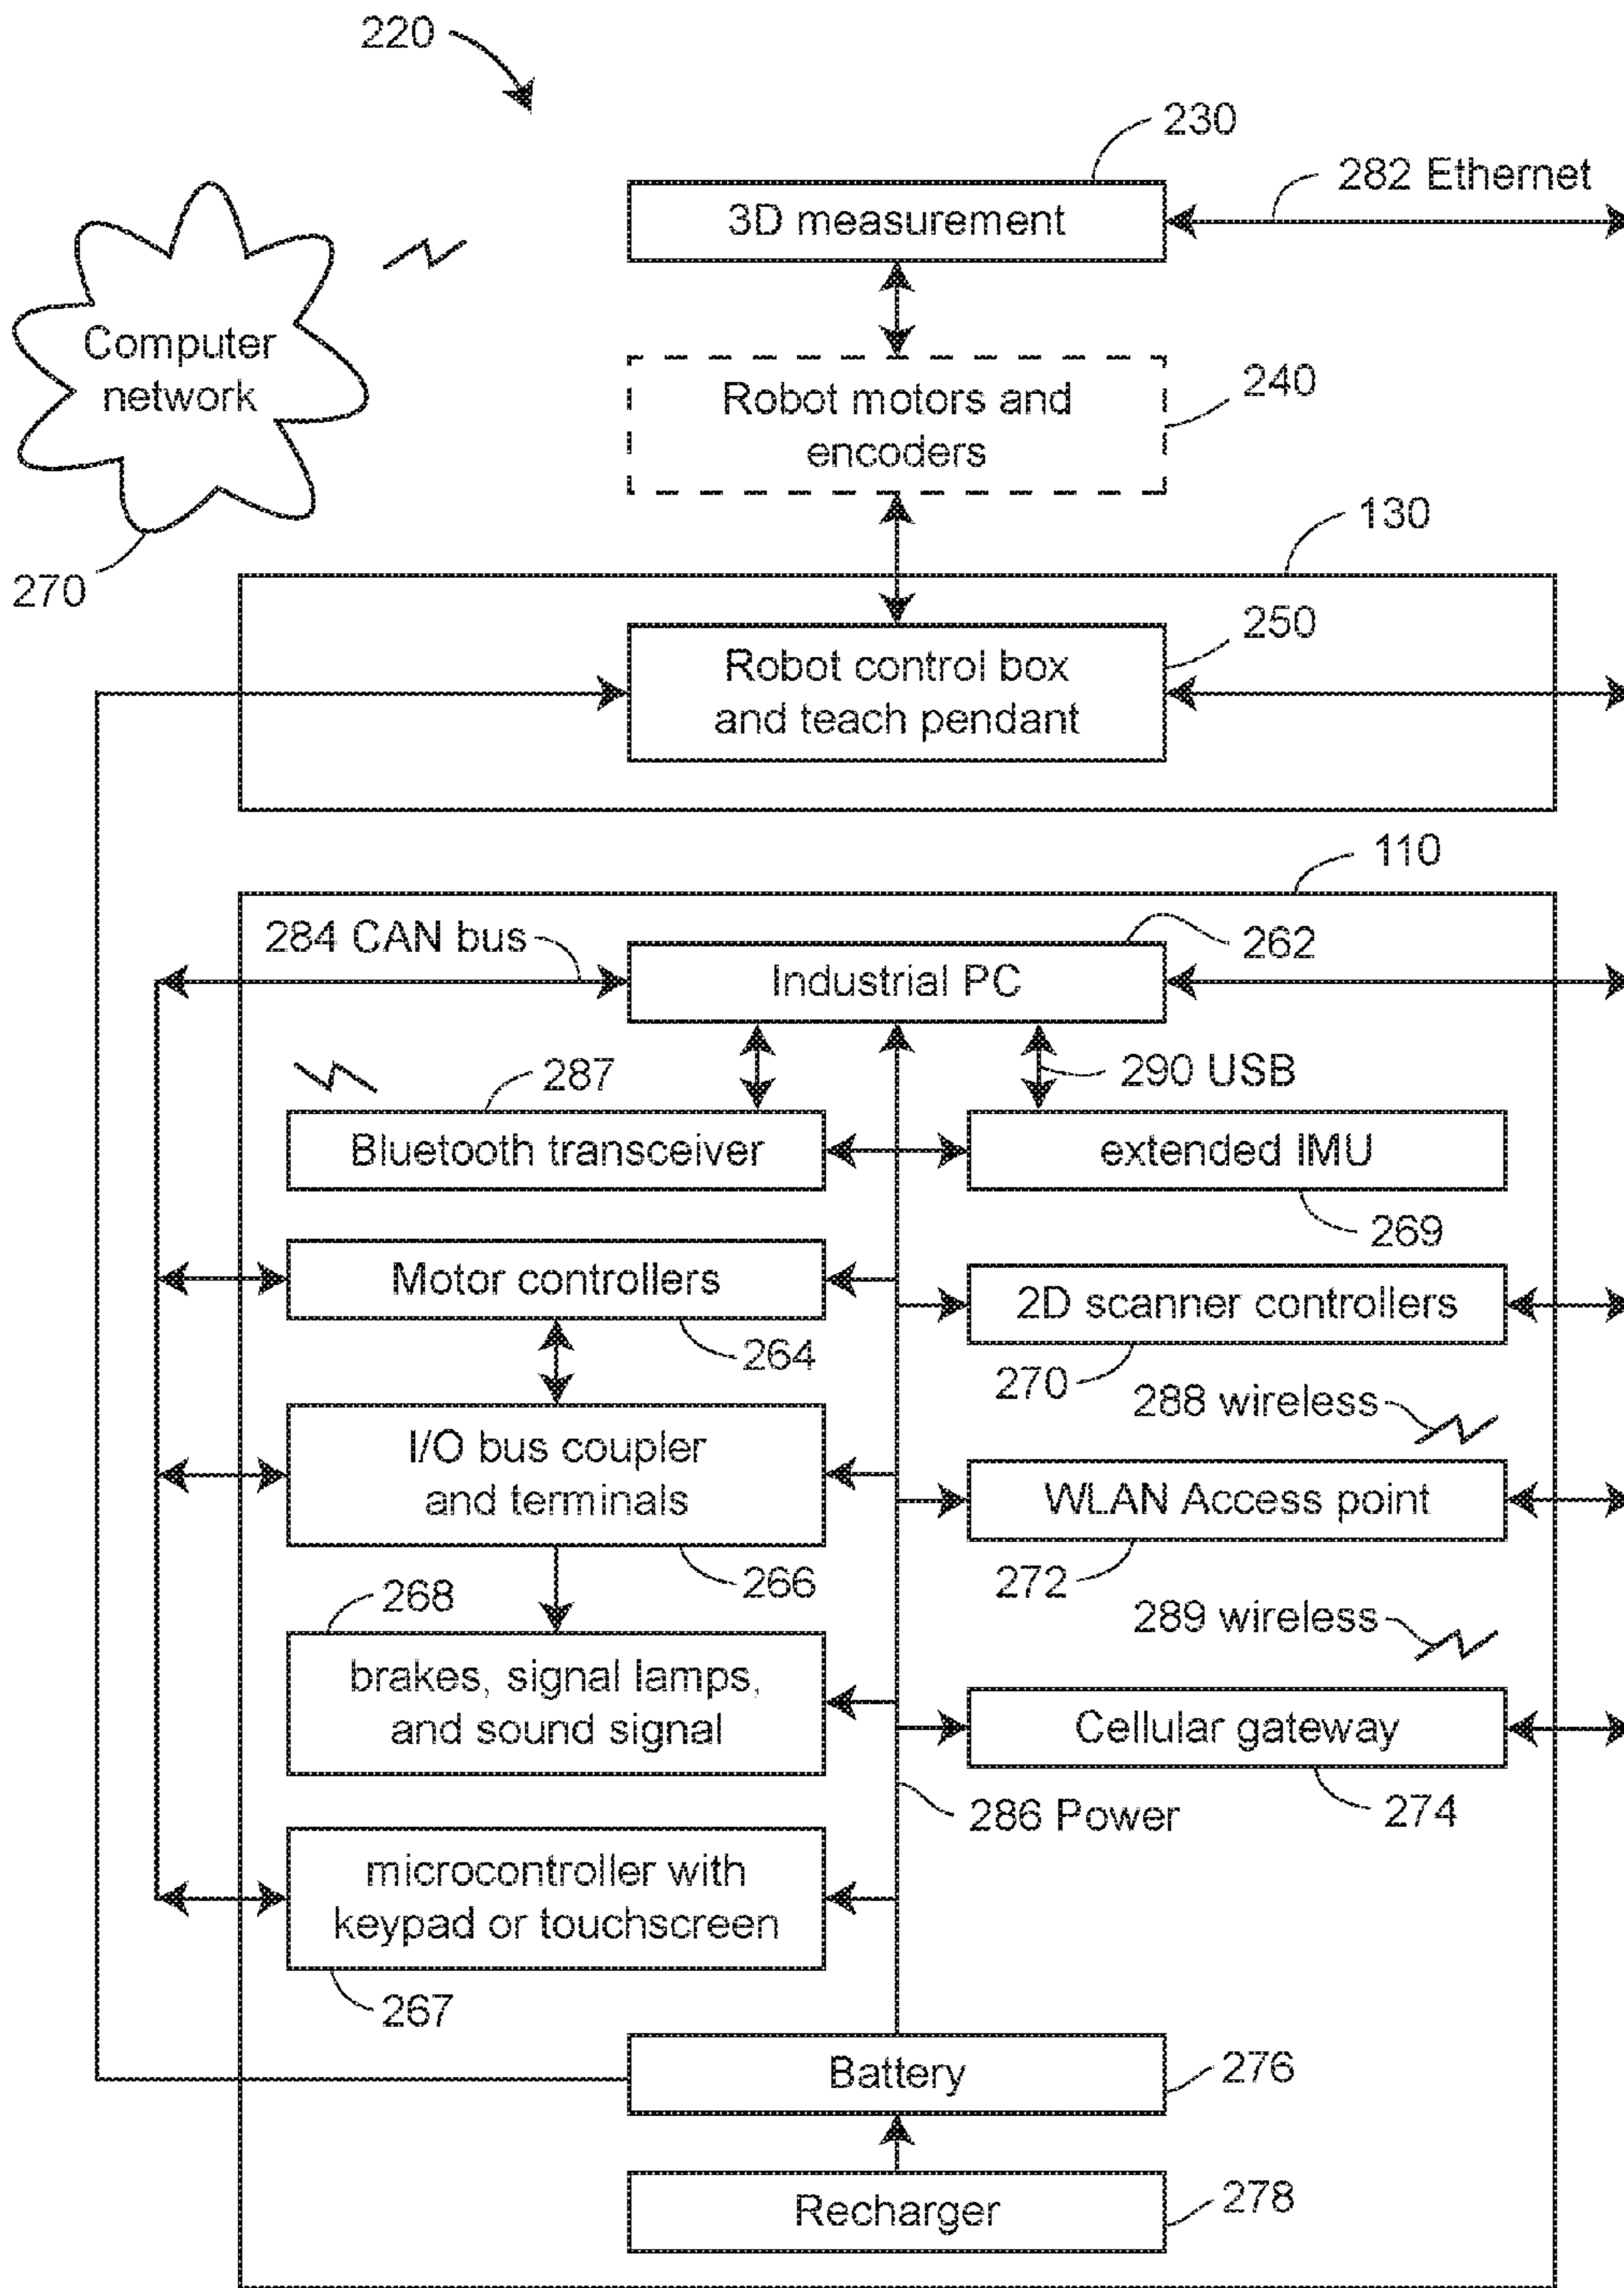 220
230
282 Ethernet
3D measurement
Computer
network
240
Robot motors and
encoders
270
130
250
Robot control box
and teach pendant
110
284 CAN bus
262
Industrial PC
287
290 USB
Bluetooth transceiver
extended IMU
269
Motor controllers
2D scanner controllers
264
270
288 wireless
I/O bus coupler
and terminals
WLAN Access point
266
272
268
289 wireless
brakes, signal lamps,
and sound signal
Cellular gateway
286 Power
274
microcontroller with
keypad or touchscreen
267
Battery
276
Recharger
278